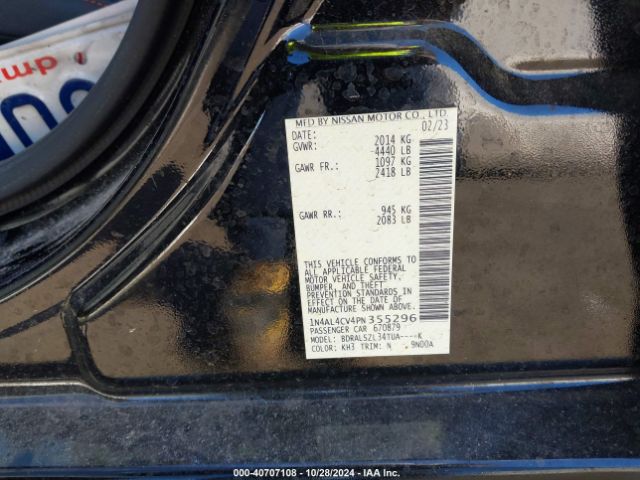 dmv
MFD BY NISSAN MOTOR CO., LTD.
DATE: 02/23
GVWR: 2014 KG
4440 LB
GAWR FR.: 1097 KG
2418 LB
GAWR RR.: 945 KG
2083 LB
THIS VEHICLE CONFORMS TO
ALL APPLICABLE FEDERAL
MOTOR VEHICLE SAFETY,
BUMPER, AND THEFT
PREVENTION STANDARDS IN
EFFECT ON THE DATE OF
MANUFACTURE SHOWN ABOVE.
1N4AL4CV4PN355296
PASSENGER CAR 670879
MODEL: BDRALSZL34TUA----K
COLOR: KH3 TRIM: N 9N00A
000-40707108 • 10/28/2024 - IAA Inc.